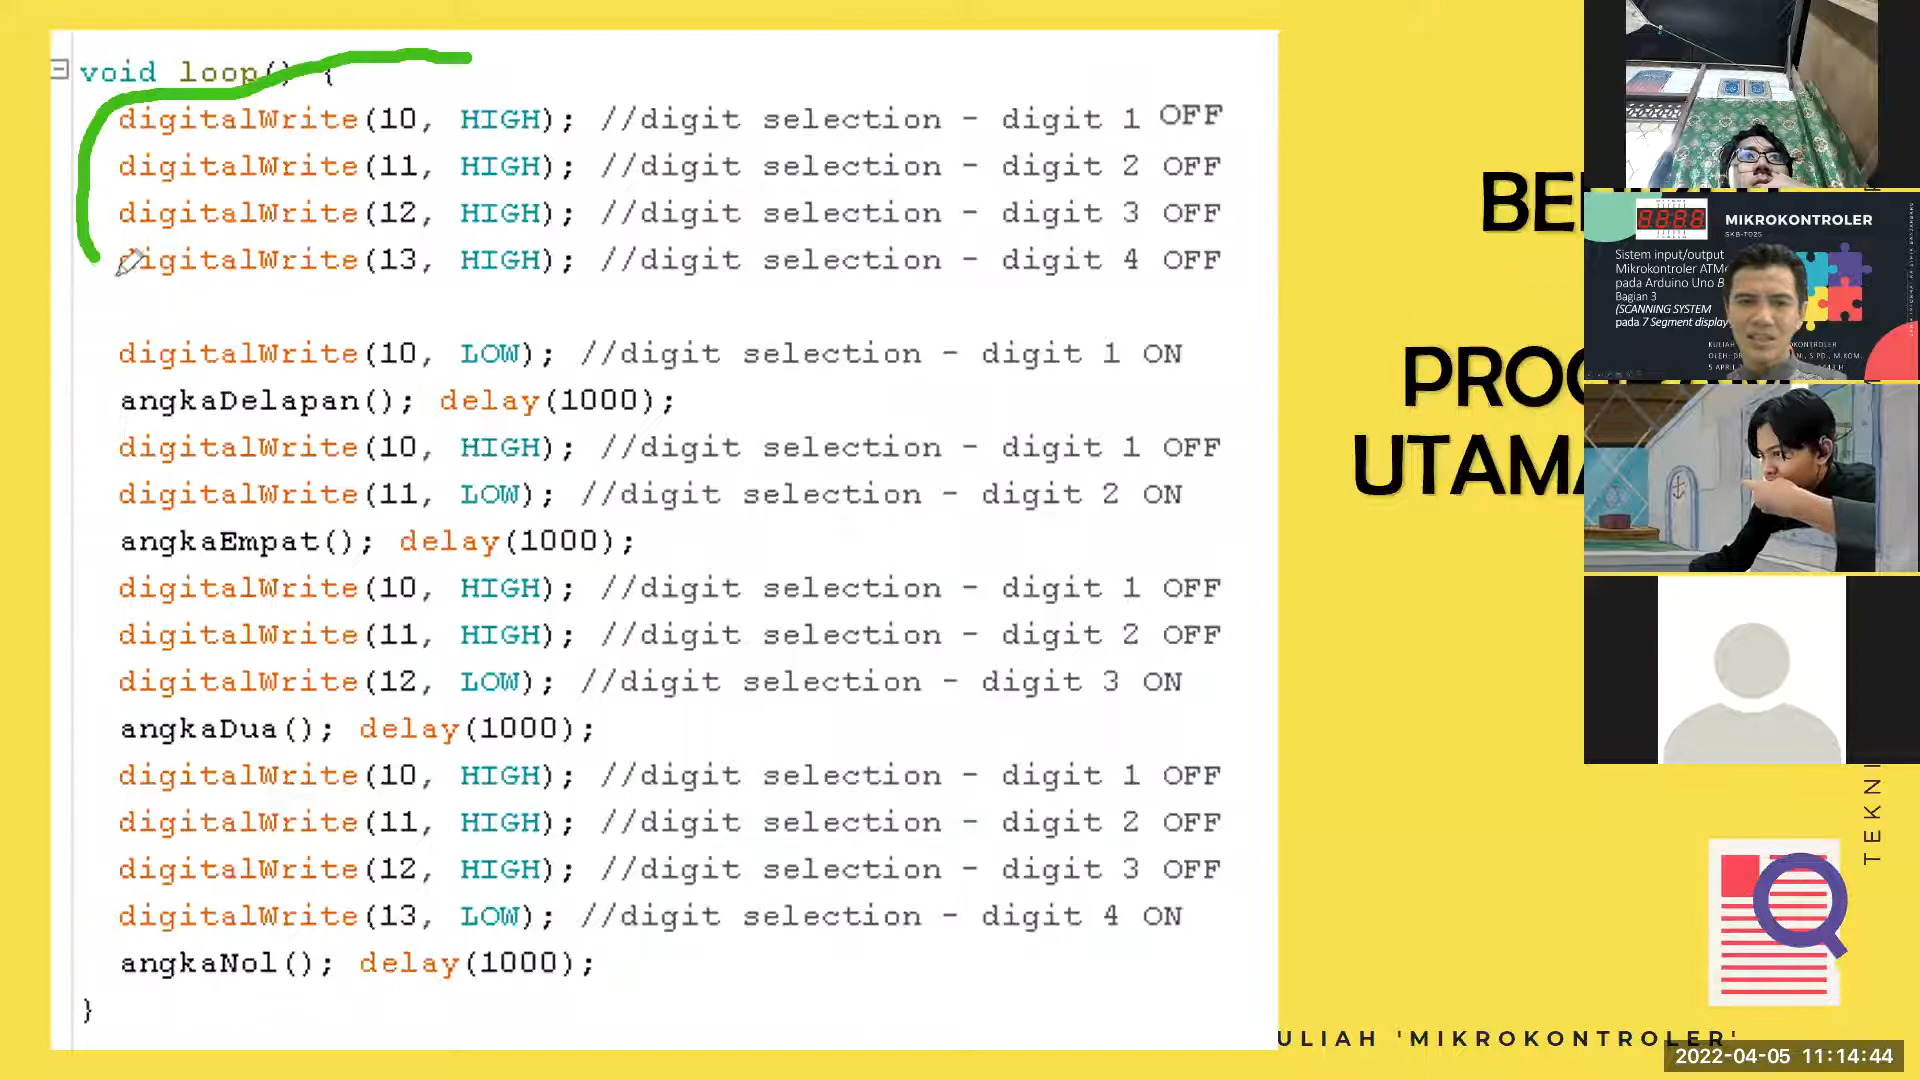 void loop() {
digitalWrite(10, HIGH); //digit selection - digit 1 OFF
digitalWrite(11, HIGH); //digit selection - digit 2 OFF
digitalWrite(12, HIGH); //digit selection - digit 3 OFF
digitalWrite(13, HIGH); //digit selection - digit 4 OFF
digitalWrite(10, LOW); //digit selection - digit 1 ON
angkaDelapan(); delay(1000);
digitalWrite(10, HIGH); //digit selection - digit 1 OFF
digitalWrite(11, LOW); //digit selection - digit 2 ON
angkaEmpat(); delay(1000);
digitalWrite(10, HIGH); //digit selection - digit 1 OFF
digitalWrite(11, HIGH); //digit selection - digit 2 OFF
digitalWrite(12, LOW); //digit selection - digit 3 ON
angkaDua(); delay(1000);
digitalWrite(10, HIGH); //digit selection - digit 1 OFF
digitalWrite(11, HIGH); //digit selection - digit 2 OFF
digitalWrite(12, HIGH); //digit selection - digit 3 OFF
digitalWrite(13, LOW); //digit selection - digit 4 ON
angkaNol(); delay(1000);
}
UTAMA
MIKROKONTROLER
SKB-T025
Sistem input/output
Mikrokontroler
pada Arduino Uno
Bagian 3
(SCANNING SYSTEM
pada 7 Segment display
8888
TEKNI
ULIAH 'MIKROKONTROLER'
2022-04-05 11:14:44